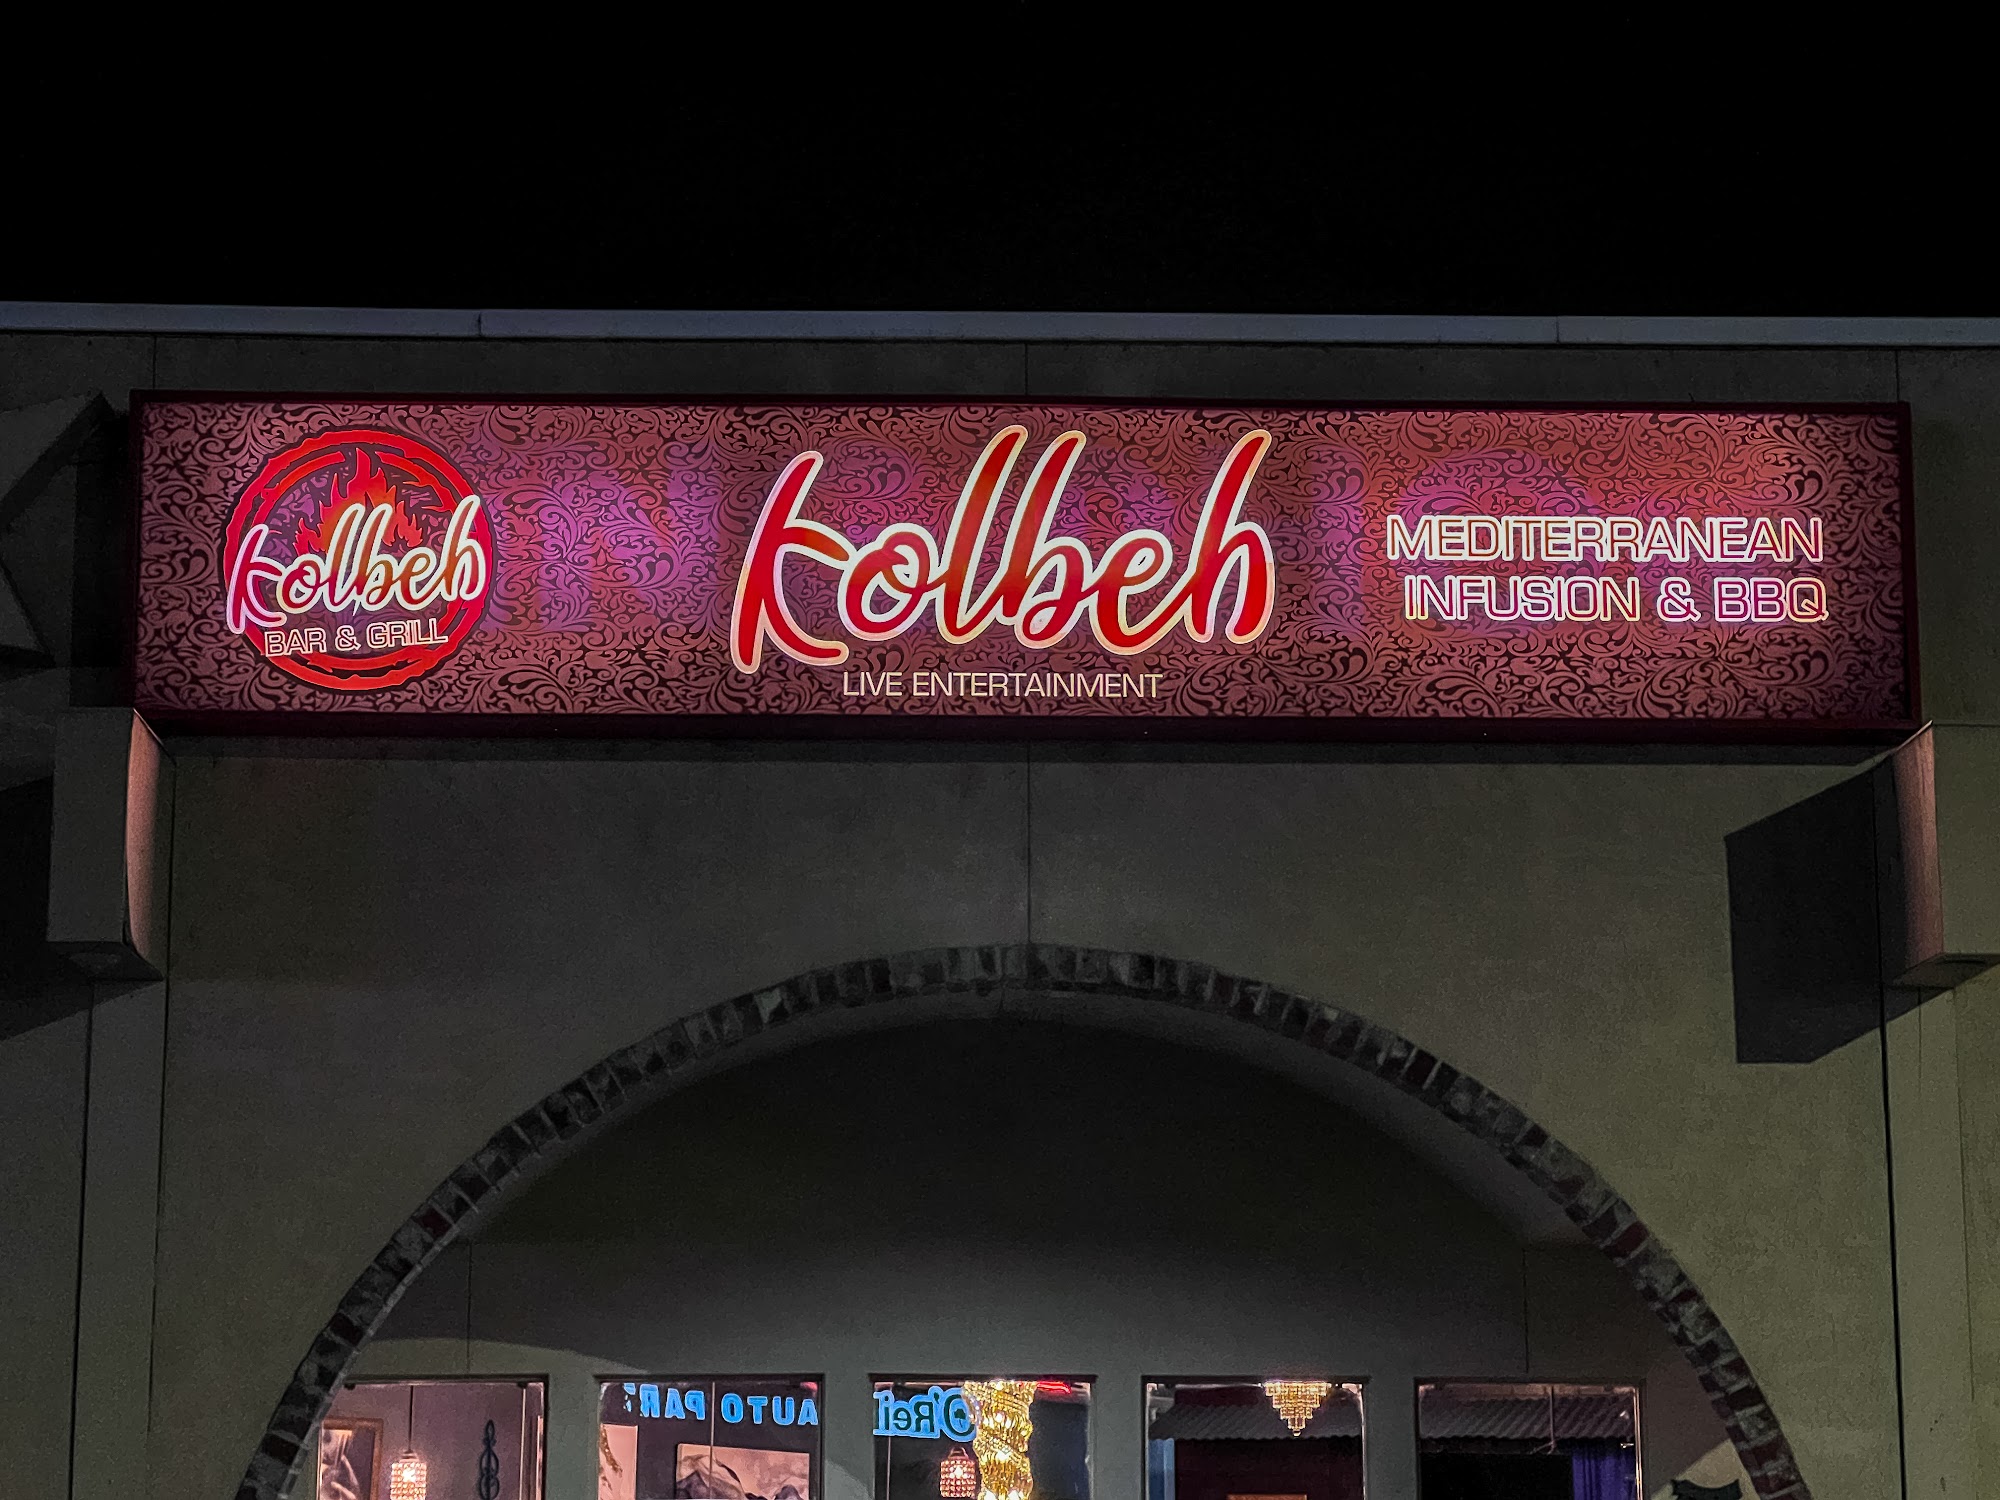 Kolbeh
BAR & GRILL
Kolbeh
LIVE ENTERTAINMENT
MEDITERRANEAN
INFUSION & BBQ
AUTO PAR
O'Rei